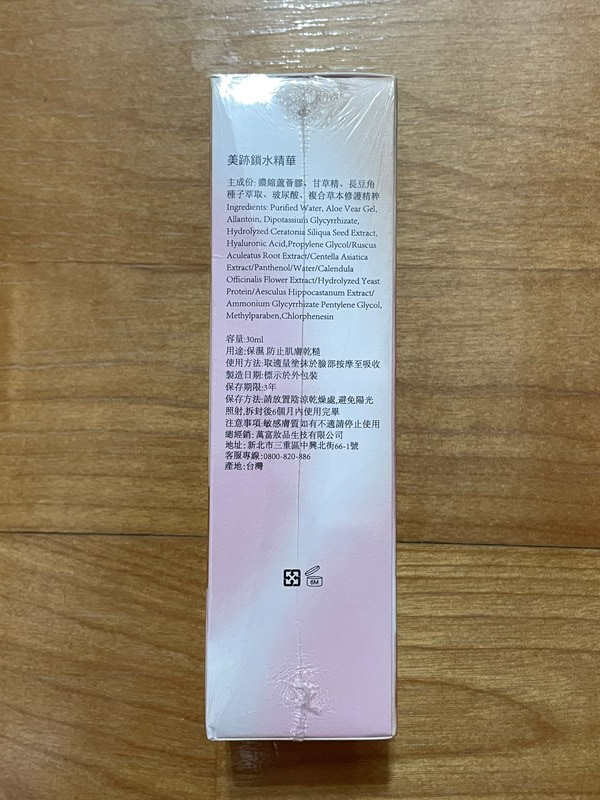 美跡鎖水精華
主成份: 濃縮蘆薈膠、甘草精、長豆角
種子萃取、玻尿酸、複合草本修護精粹
Ingredients: Purified Water, Aloe Vear Gel,
Allantoin, Dipotassium Glycyrrhizate,
Hydrolyzed Ceratonia Siliqua Seed Extract,
Hyaluronic Acid,Propylene Glycol/Ruscus
Aculeatus Root Extract/Centella Asiatica
Extract/Panthenol/Water/Calendula
Officinalis Flower Extract/Hydrolyzed Yeast
Protein/Aesculus Hippocastanum Extract/
Ammonium Glycyrrhizate Pentylene Glycol,
Methylparaben,Chlorphenesin
容量:30ml
用途:保濕 防止肌膚乾糙
使用方法:取適量塗抹於臉部按摩至吸收
製造日期:標示於外包裝
保存期限:3年
保存方法:請放置陰涼乾燥處,避免陽光
照射,拆封後6個月內使用完畢
注意事項:敏感膚質如有不適請停止使用
總經銷: 萬富妝品生技有限公司
地址: 新北市三重區中興北街66-1號
客服專線:0800-820-886
產地:台灣
6M